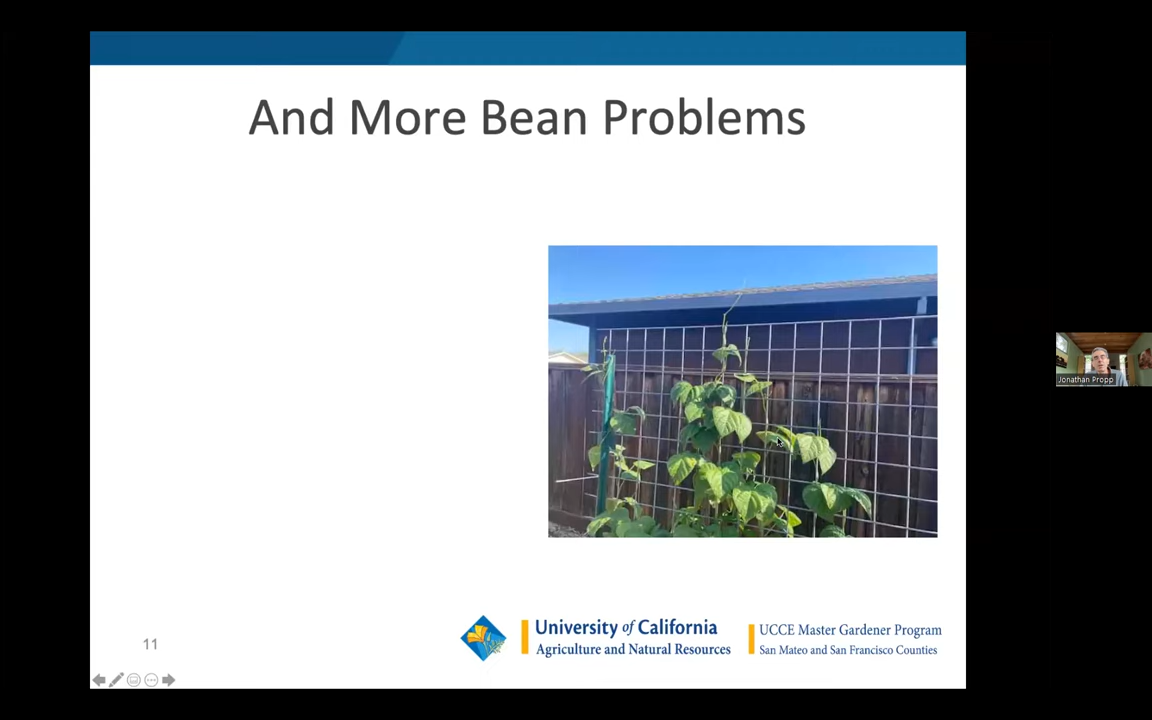 And More Bean Problems
11
University of California
Agriculture and Natural Resources
UCCE Master Gardener Program
San Mateo and San Francisco Counties
Jonathan Propp